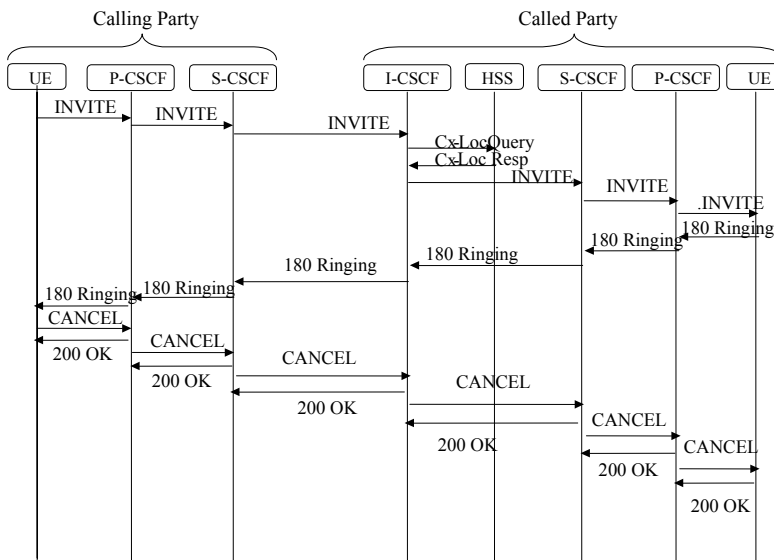 Calling Party
Called Party
UE
P-CSCF
S-CSCF
I-CSCF
HSS
S-CSCF
P-CSCF
UE
INVITE
INVITE
INVITE
Cx-LocQuery
Cx-Loc Resp
INVITE
INVITE
.INVITE
180 Ringing
180 Ringing
180 Ringing
180 Ringing
180 Ringing
180 Ringing
CANCEL
200 OK
CANCEL
200 OK
CANCEL
200 OK
CANCEL
200 OK
CANCEL
200 OK
CANCEL
200 OK